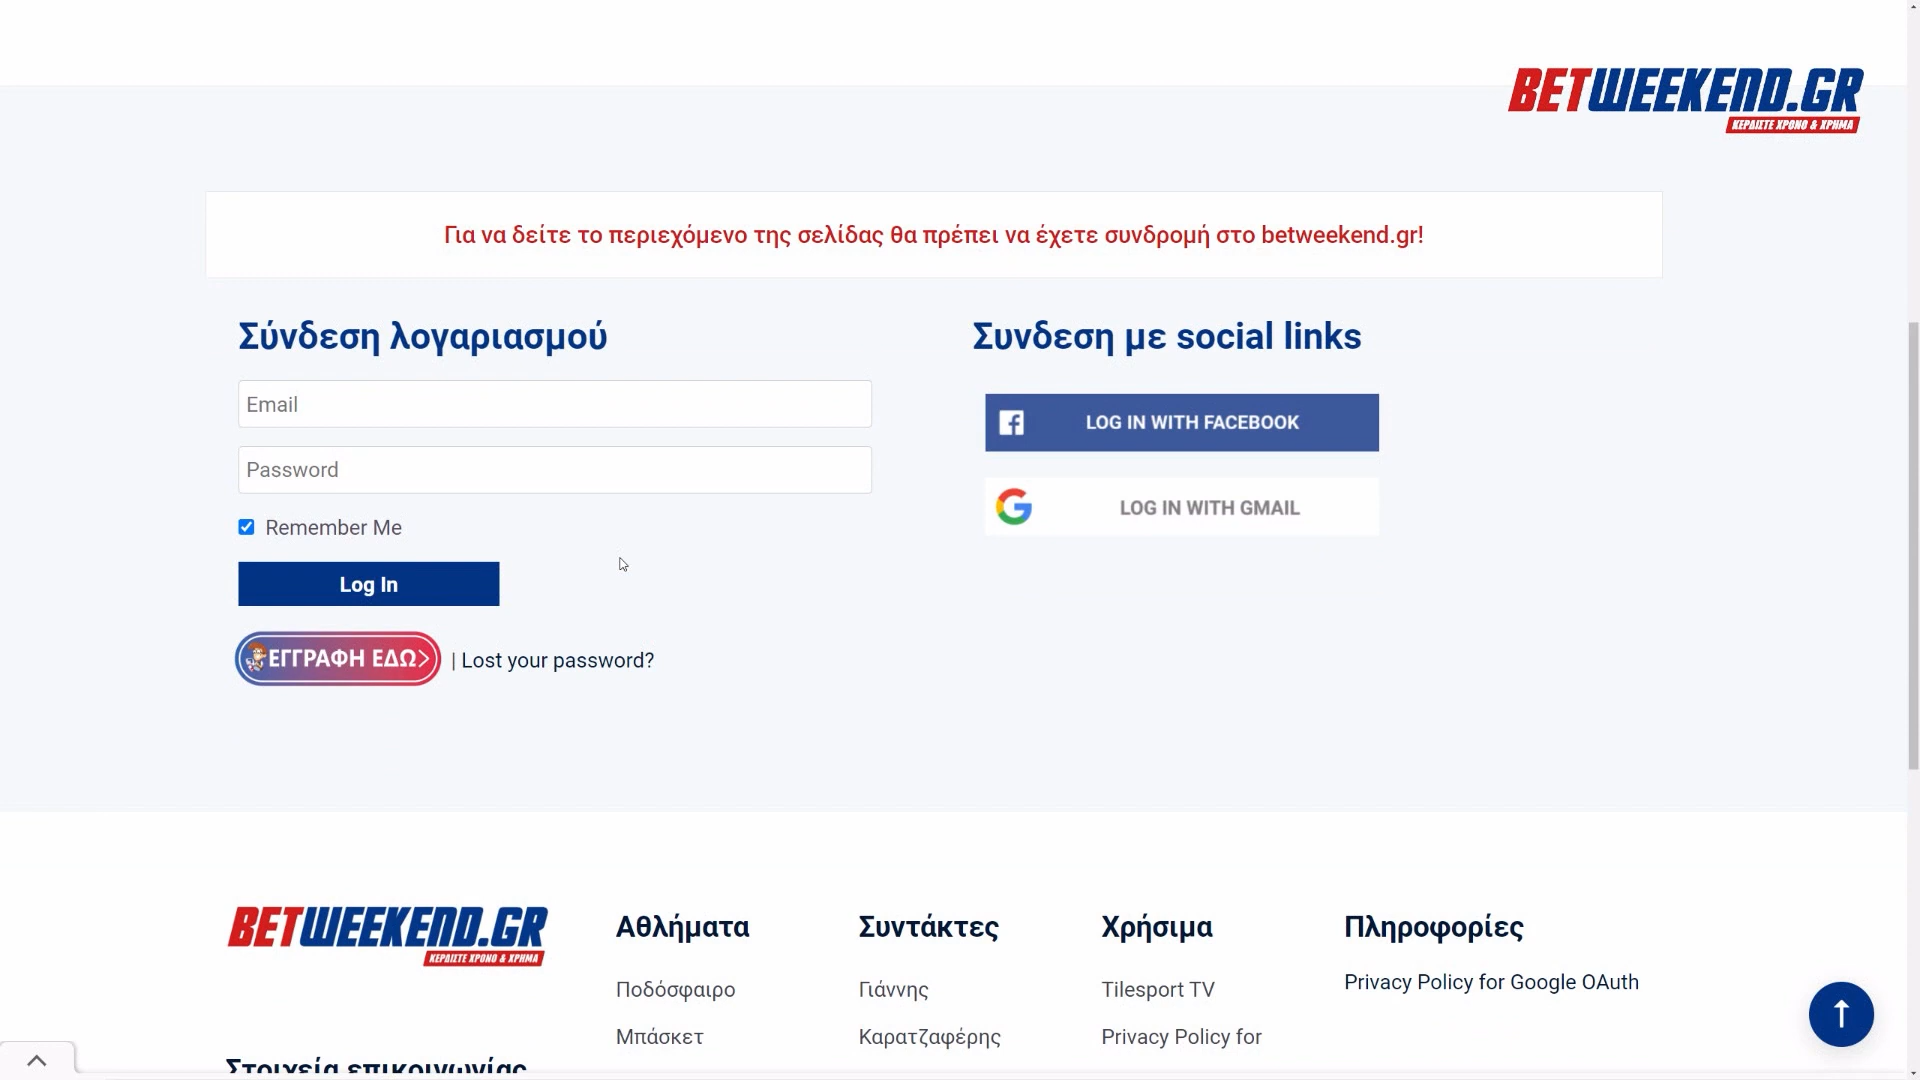 BETWEEKEND.GR
ΚΕΡΔΙΣΤΕ ΧΡΟΝΟ & ΧΡΗΜΑ
Για να δείτε το περιεχόμενο της σελίδας θα πρέπει να έχετε συνδρομή στο betweekend.gr!
Σύνδεση λογαριασμού
Email
Password
Remember Me
Log In
ΕΓΓΡΑΦΗ ΕΔΩ>
| Lost your password?
Συνδεση με social links
LOG IN WITH FACEBOOK
LOG IN WITH GMAIL
BETWEEKEND.GR
ΚΕΡΔΙΣΤΕ ΧΡΟΝΟ & ΧΡΗΜΑ
Στοιχεία επικοινωνίας
Αθλήματα
Ποδόσφαιρο
Μπάσκετ
Συντάκτες
Γιάννης
Καρατζαφέρης
Χρήσιμα
Tilesport TV
Privacy Policy for
Πληροφορίες
Privacy Policy for Google OAuth